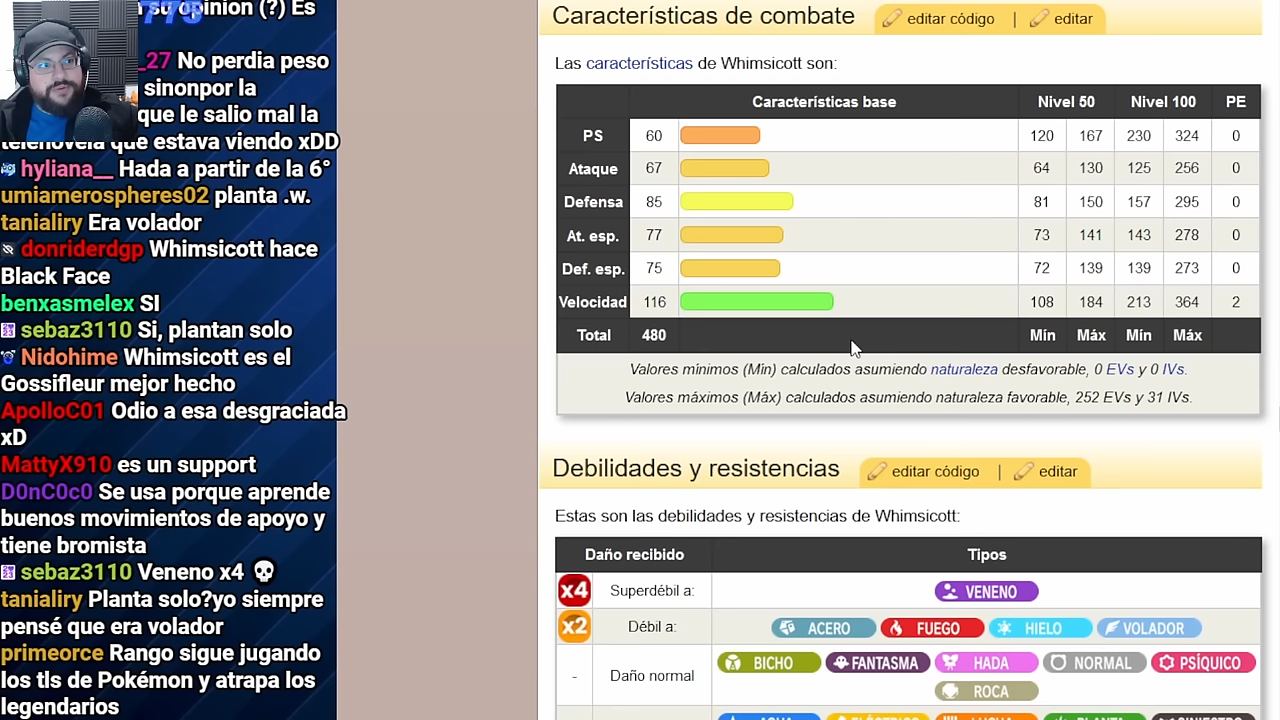 n su opinion (?) Es
_27 No perdia peso
sinonpor la
que le salio mal la
telenovela que estava viendo xDD
hyliana__ Hada a partir de la 6°
umiamerospheres02 planta .w.
tanialiry Era volador
donriderdgp Whimsicott hace
Black Face
benxasmelex SI
sebaz3110 Si, plantan solo
Nidohime Whimsicott es el
Gossifleur mejor hecho
ApolloC01 Odio a esa desgraciada
xD
MattyX910 es un support
D0nC0c0 Se usa porque aprende
buenos movimientos de apoyo y
tiene bromista
sebaz3110 Veneno x4 💀
tanialiry Planta solo?yo siempre
pensé que era volador
primeorce Rango sigue jugando
los tls de Pokémon y atrapa los
legendarios
Características de combate editar código | editar
Las características de Whimsicott son:
Características base Nivel 50 Nivel 100 PE
PS 60 120 167 230 324 0
Ataque 67 64 130 125 256 0
Defensa 85 81 150 157 295 0
At. esp. 77 73 141 143 278 0
Def. esp. 75 72 139 139 273 0
Velocidad 116 108 184 213 364 2
Total 480 Mín Máx Mín Máx
Valores mínimos (Min) calculados asumiendo naturaleza desfavorable, 0 EVs y 0 IVs.
Valores máximos (Máx) calculados asumiendo naturaleza favorable, 252 EVs y 31 IVs.
Debilidades y resistencias editar código | editar
Estas son las debilidades y resistencias de Whimsicott:
Daño recibido Tipos
x4 Superdébil a: VENENO
x2 Débil a: ACERO FUEGO HIELO VOLADOR
- Daño normal BICHO FANTASMA HADA NORMAL PSÍQUICO
ROCA